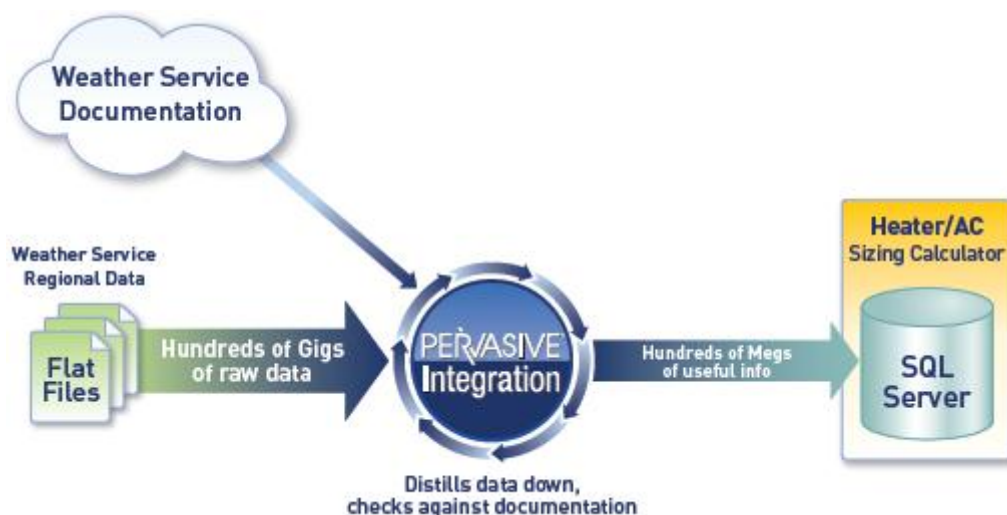 Weather Service
Documentation
Weather Service
Regional Data
Flat
Files
Hundreds of Gigs
of raw data
PERVASIVE
Integration
Distills data down,
checks against documentation
Hundreds of Megs
of useful info
Heater/AC
Sizing Calculator
SQL
Server